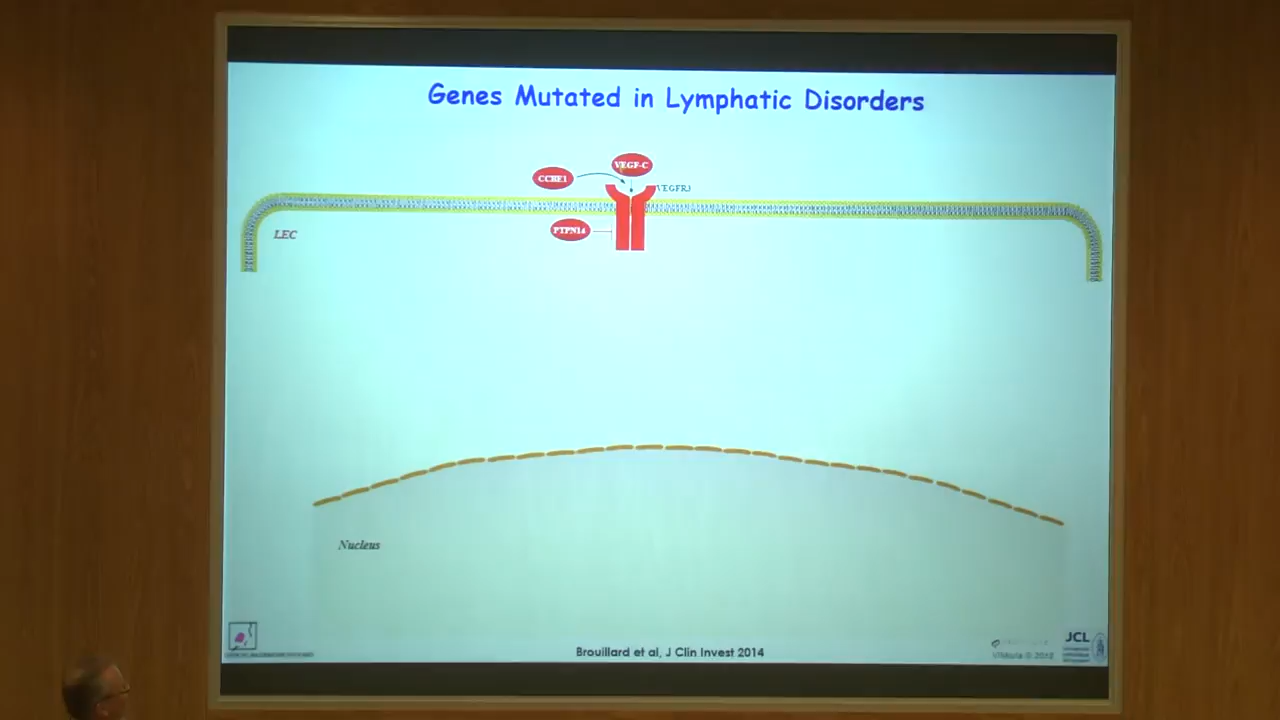 Genes Mutated in Lymphatic Disorders
VEGF-C
CCBE1
VEGFR3
PTPN14
LEC
Nucleus
Brouillard et al, J Clin Invest 2014
JCL